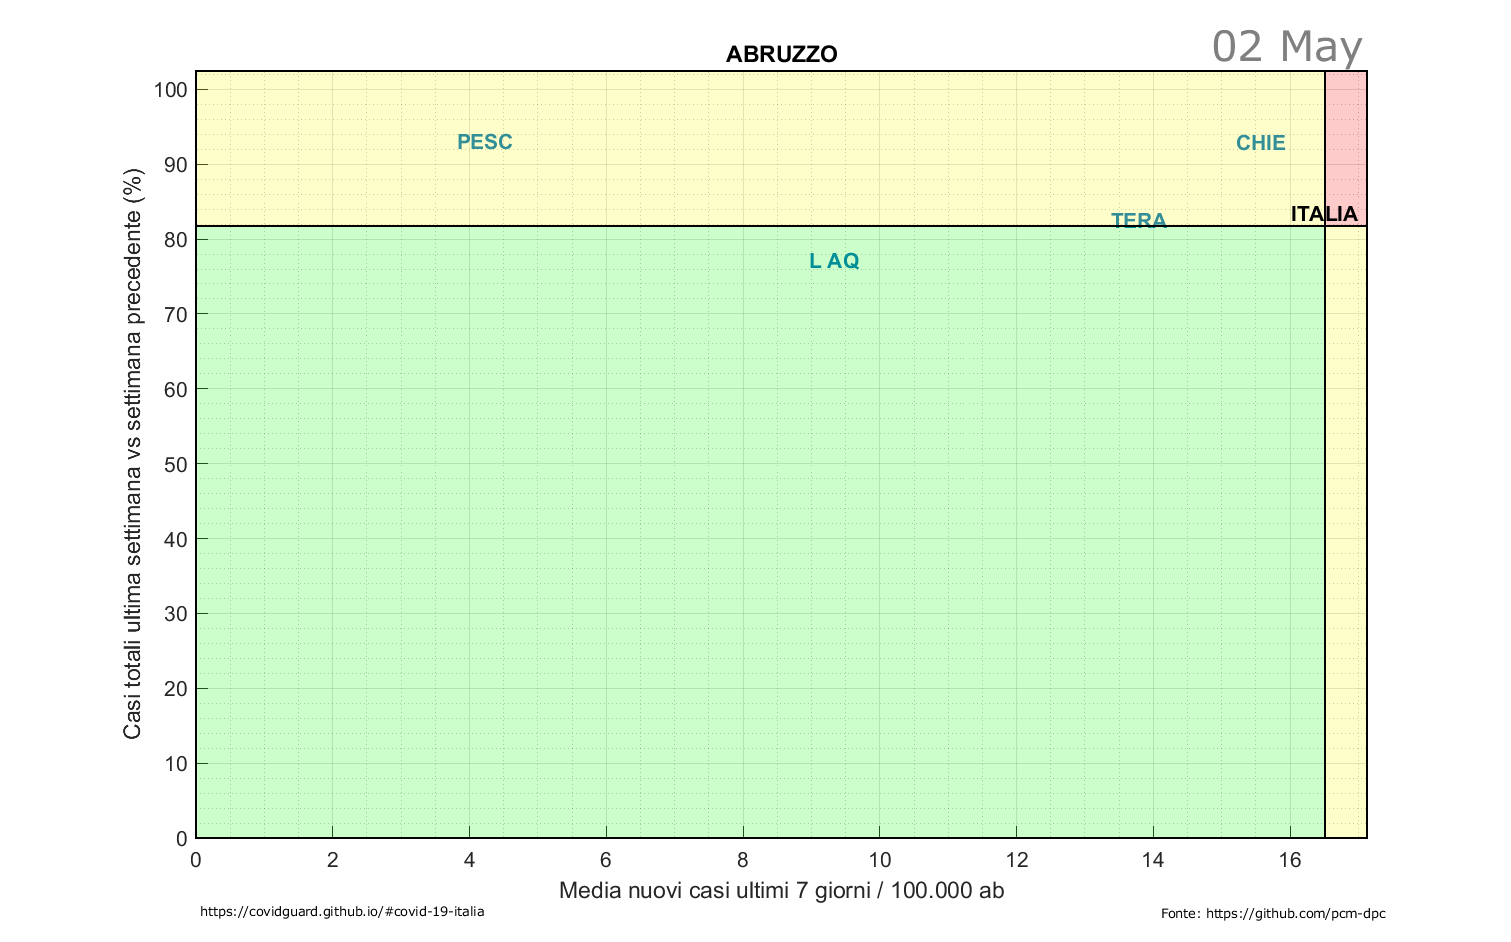 ABRUZZO
02 May
Casi totali ultima settimana vs settimana precedente (%)
100
90
80
70
60
50
40
30
20
10
0
PESC
CHIE
ITALIA
TERA
L AQ
0 2 4 6 8 10 12 14 16
Media nuovi casi ultimi 7 giorni / 100.000 ab
https://covidguard.github.io/#covid-19-italia
Fonte: https://github.com/pcm-dpc